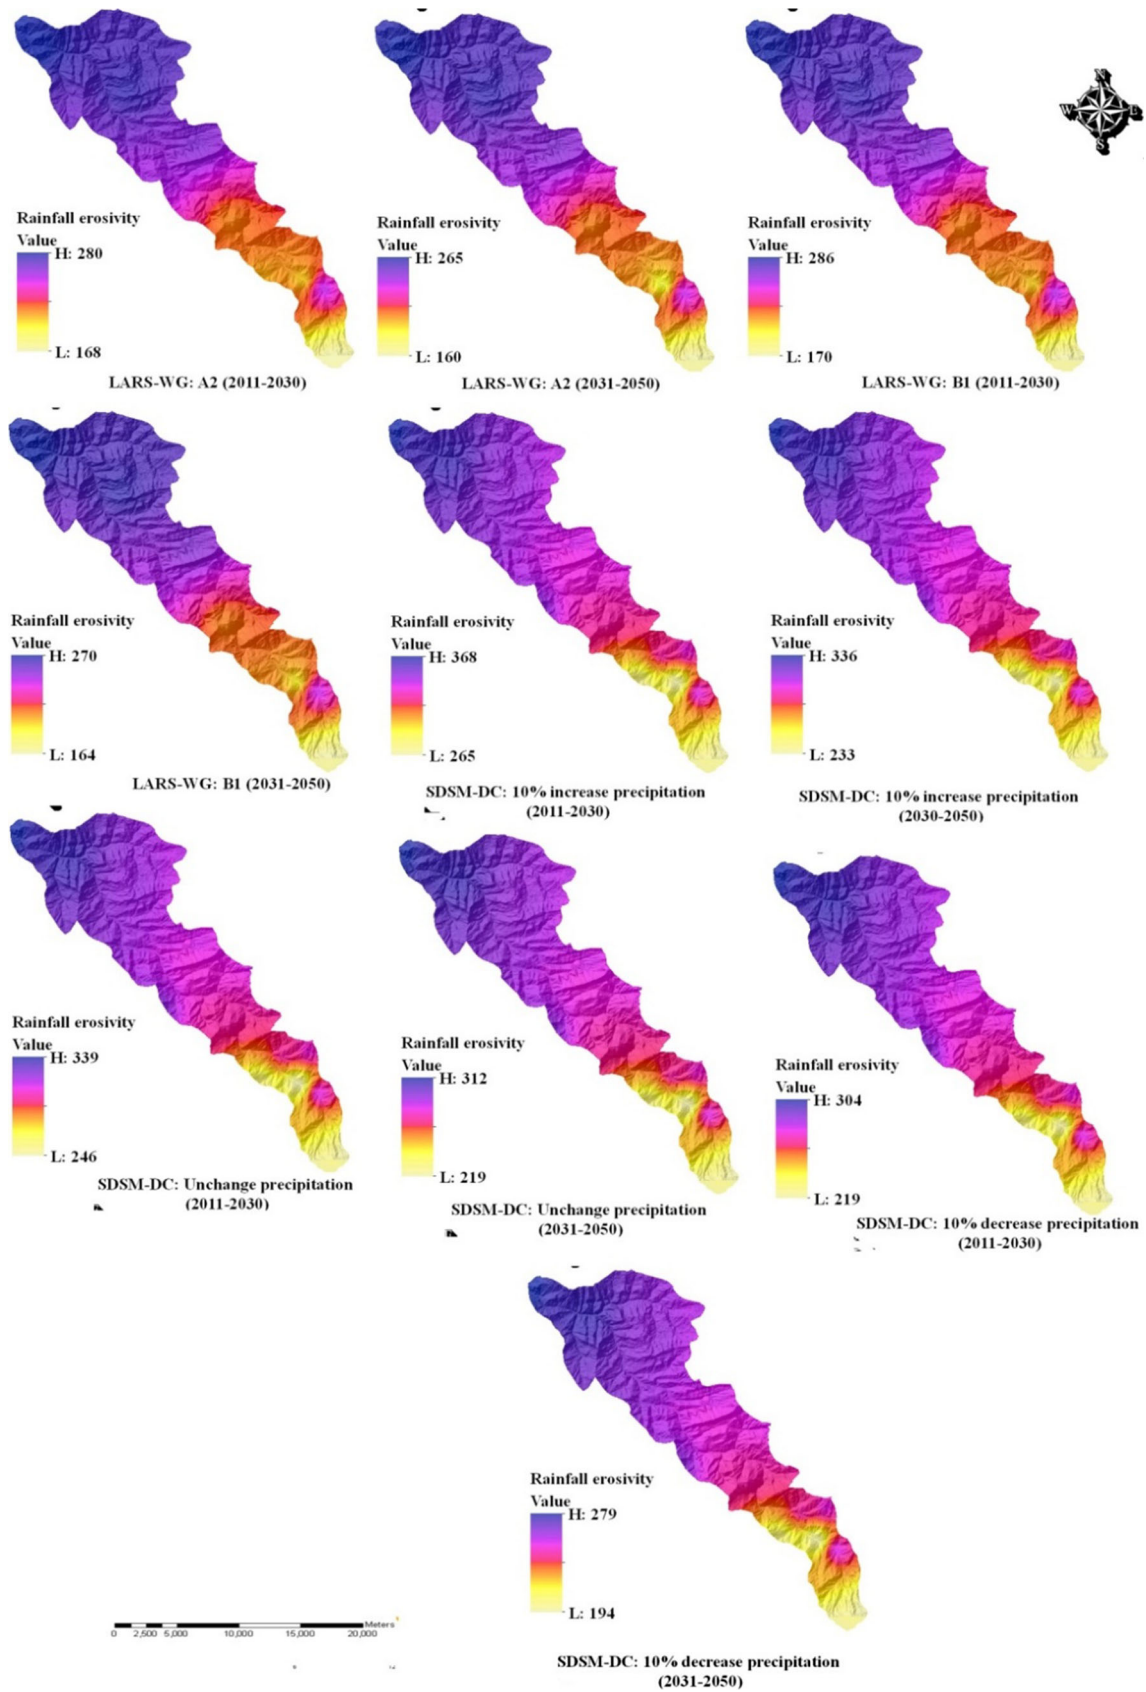 N
W E
S
Rainfall erosivity
Value
H: 280
L: 168
LARS-WG: A2 (2011-2030)
Rainfall erosivity
Value
H: 265
L: 160
LARS-WG: A2 (2031-2050)
Rainfall erosivity
Value
H: 286
L: 170
LARS-WG: B1 (2011-2030)
Rainfall erosivity
Value
H: 270
L: 164
LARS-WG: B1 (2031-2050)
Rainfall erosivity
Value
H: 368
L: 265
SDSM-DC: 10% increase precipitation
(2011-2030)
Rainfall erosivity
Value
H: 336
L: 233
SDSM-DC: 10% increase precipitation
(2030-2050)
Rainfall erosivity
Value
H: 339
L: 246
SDSM-DC: Unchange precipitation
(2011-2030)
Rainfall erosivity
Value
H: 312
L: 219
SDSM-DC: Unchange precipitation
(2031-2050)
Rainfall erosivity
Value
H: 304
L: 219
SDSM-DC: 10% decrease precipitation
(2011-2030)
Rainfall erosivity
Value
H: 279
L: 194
SDSM-DC: 10% decrease precipitation
(2031-2050)
Meters
0 2,500 5,000 10,000 15,000 20,000